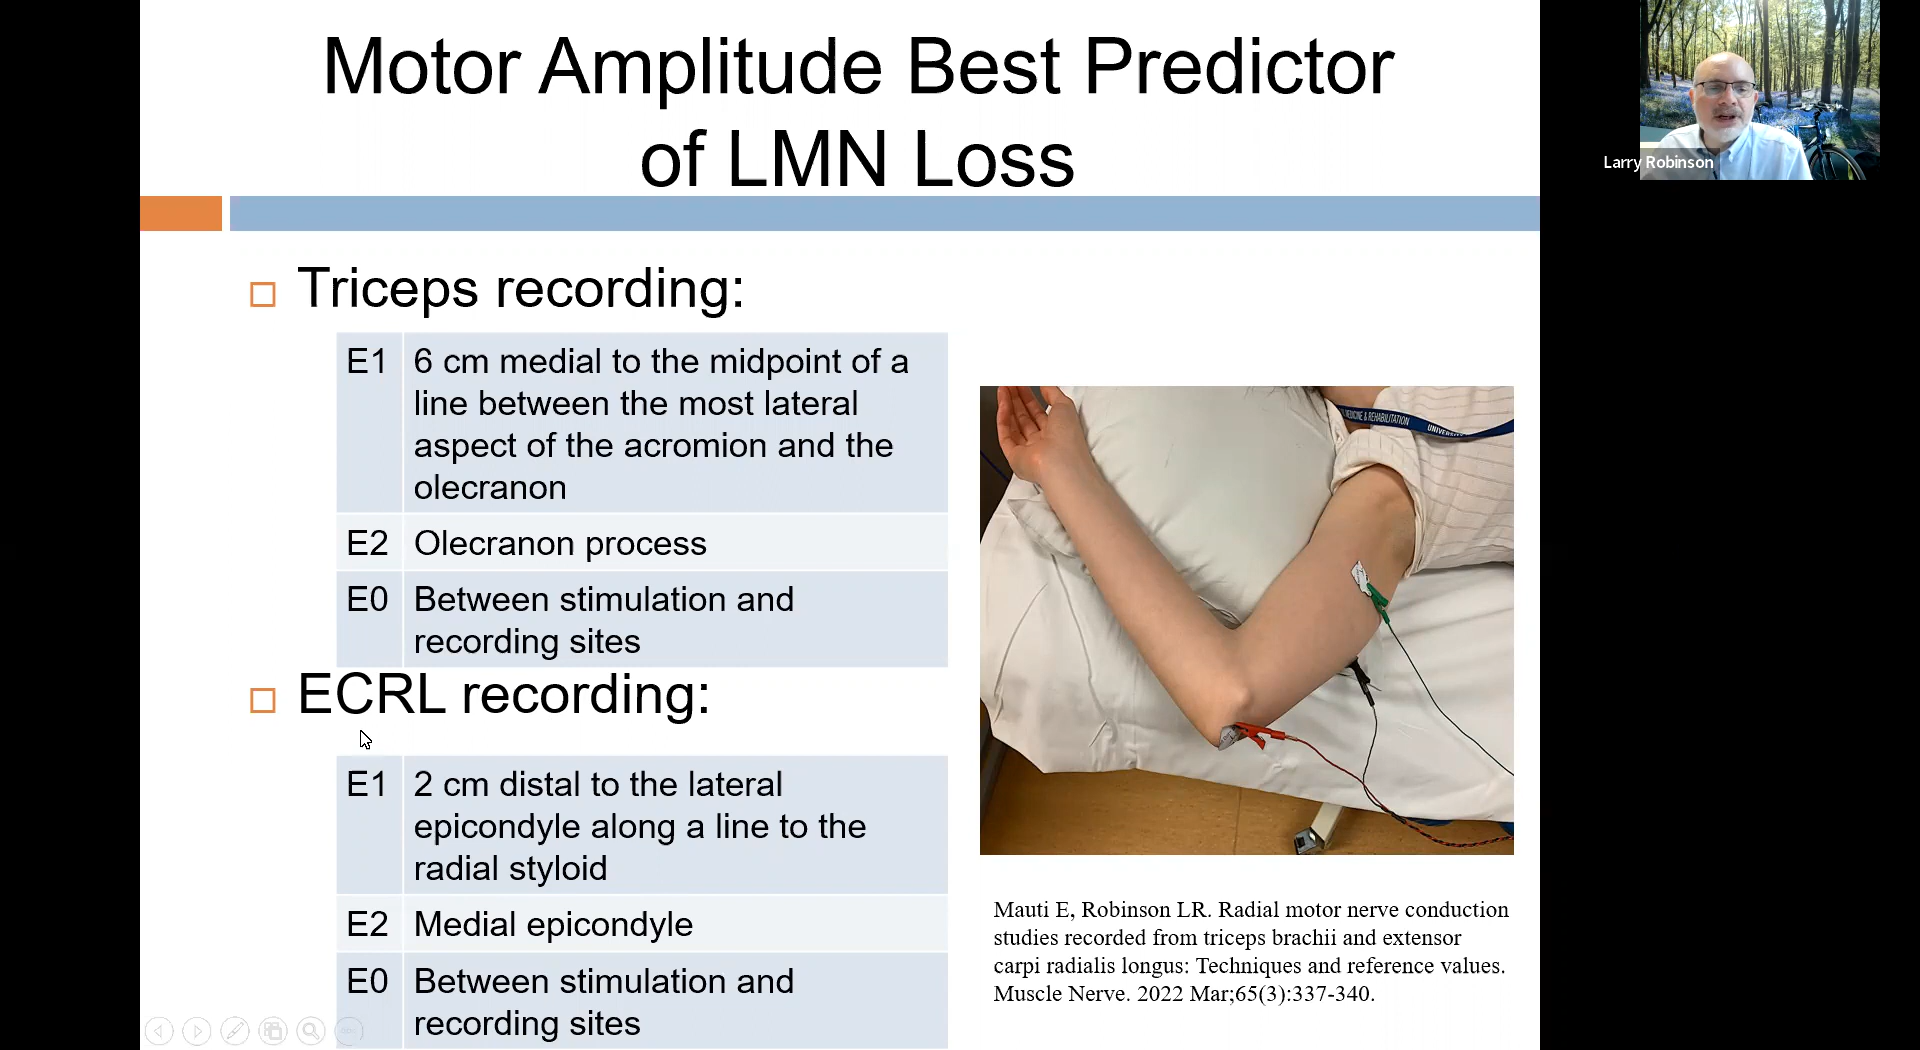 Motor Amplitude Best Predictor
of LMN Loss
Larry Robinson
Triceps recording:
E1 6 cm medial to the midpoint of a
line between the most lateral
aspect of the acromion and the
olecranon
E2 Olecranon process
E0 Between stimulation and
recording sites
ECRL recording:
E1 2 cm distal to the lateral
epicondyle along a line to the
radial styloid
E2 Medial epicondyle
E0 Between stimulation and
recording sites
MEDICINE & REHABILITATION
Mauti E, Robinson LR. Radial motor nerve conduction
studies recorded from triceps brachii and extensor
carpi radialis longus: Techniques and reference values.
Muscle Nerve. 2022 Mar;65(3):337-340.